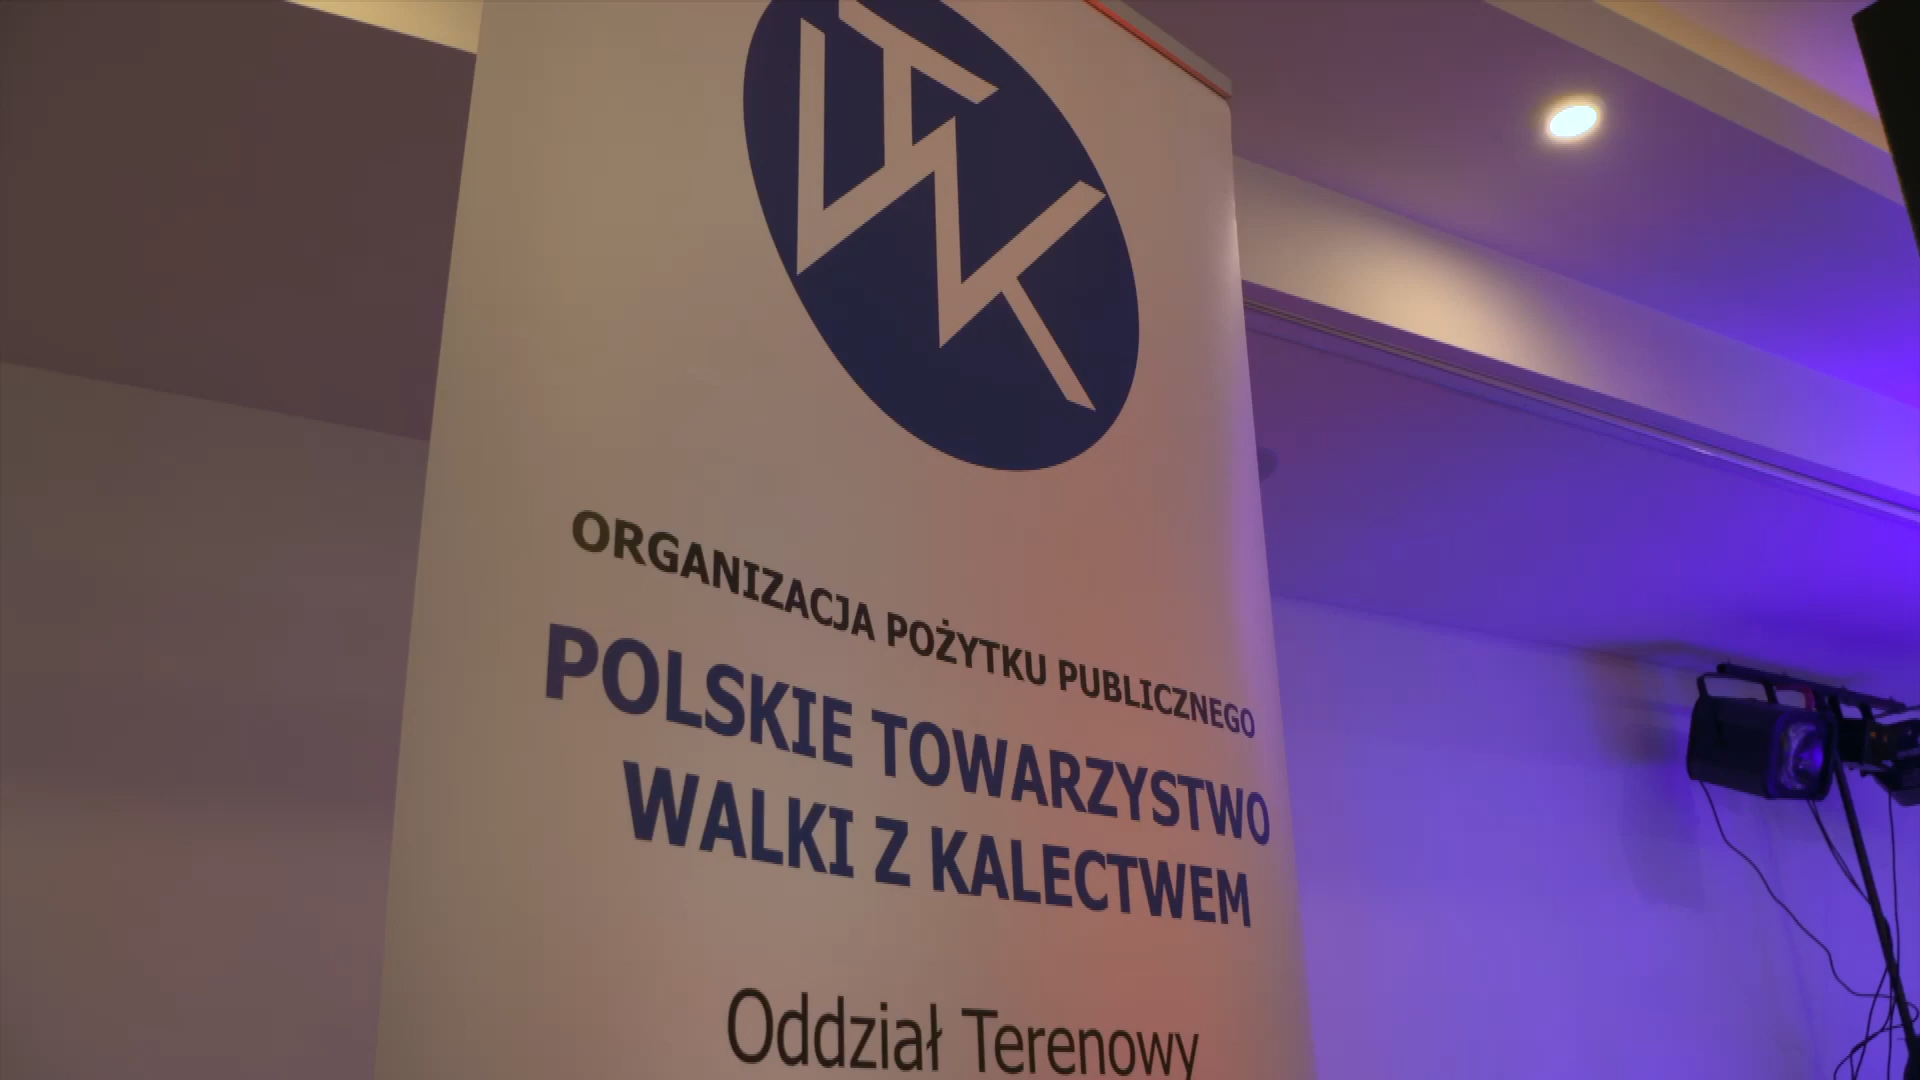 ORGANIZACJA POŻYTKU PUBLICZNEGO
POLSKIE TOWARZYSTWO
WALKI Z KALECTWEM
Oddział Terenowy